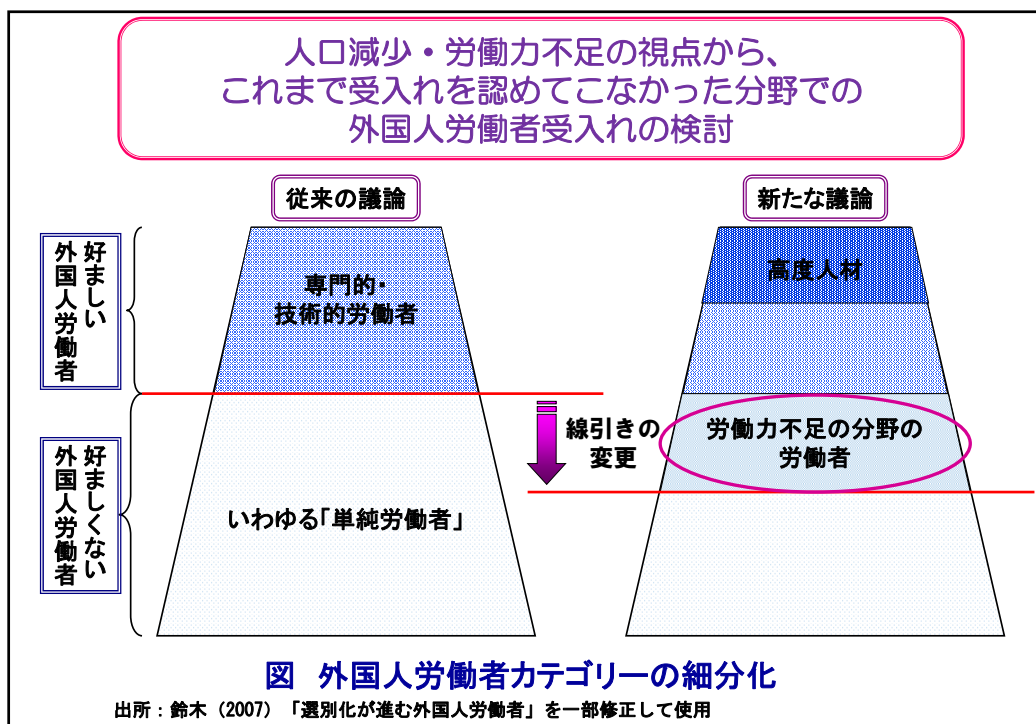 人口減少・労働力不足の視点から、
これまで受入れを認めてこなかった分野での
外国人労働者受入れの検討
従来の議論
新たな議論
好ましい
外国人労働者
専門的・
技術的労働者
高度人材
線引きの
変更
労働力不足の分野の
労働者
好ましくない
外国人労働者
いわゆる「単純労働者」
図 外国人労働者カテゴリーの細分化
出所：鈴木（2007）「選別化が進む外国人労働者」を一部修正して使用